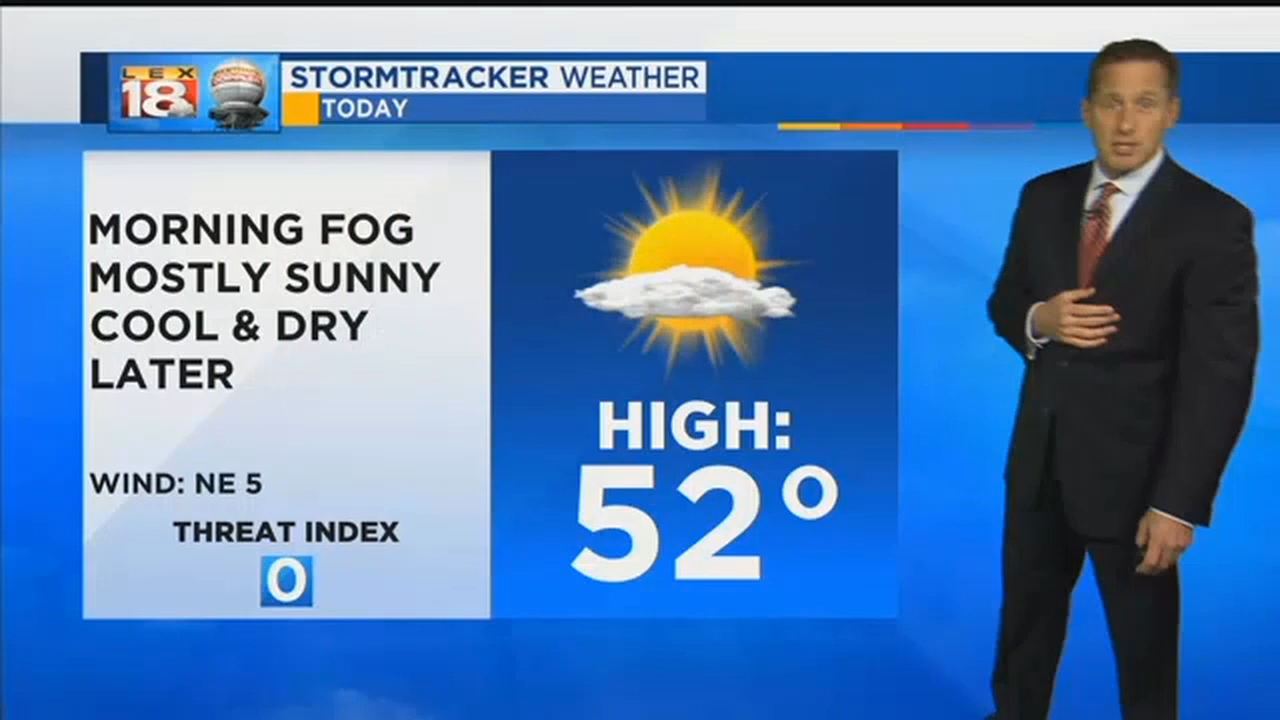 LEX
18
STORMTRACKER WEATHER
TODAY
MORNING FOG
MOSTLY SUNNY
COOL & DRY
LATER
WIND: NE 5
THREAT INDEX
0
HIGH:
52°